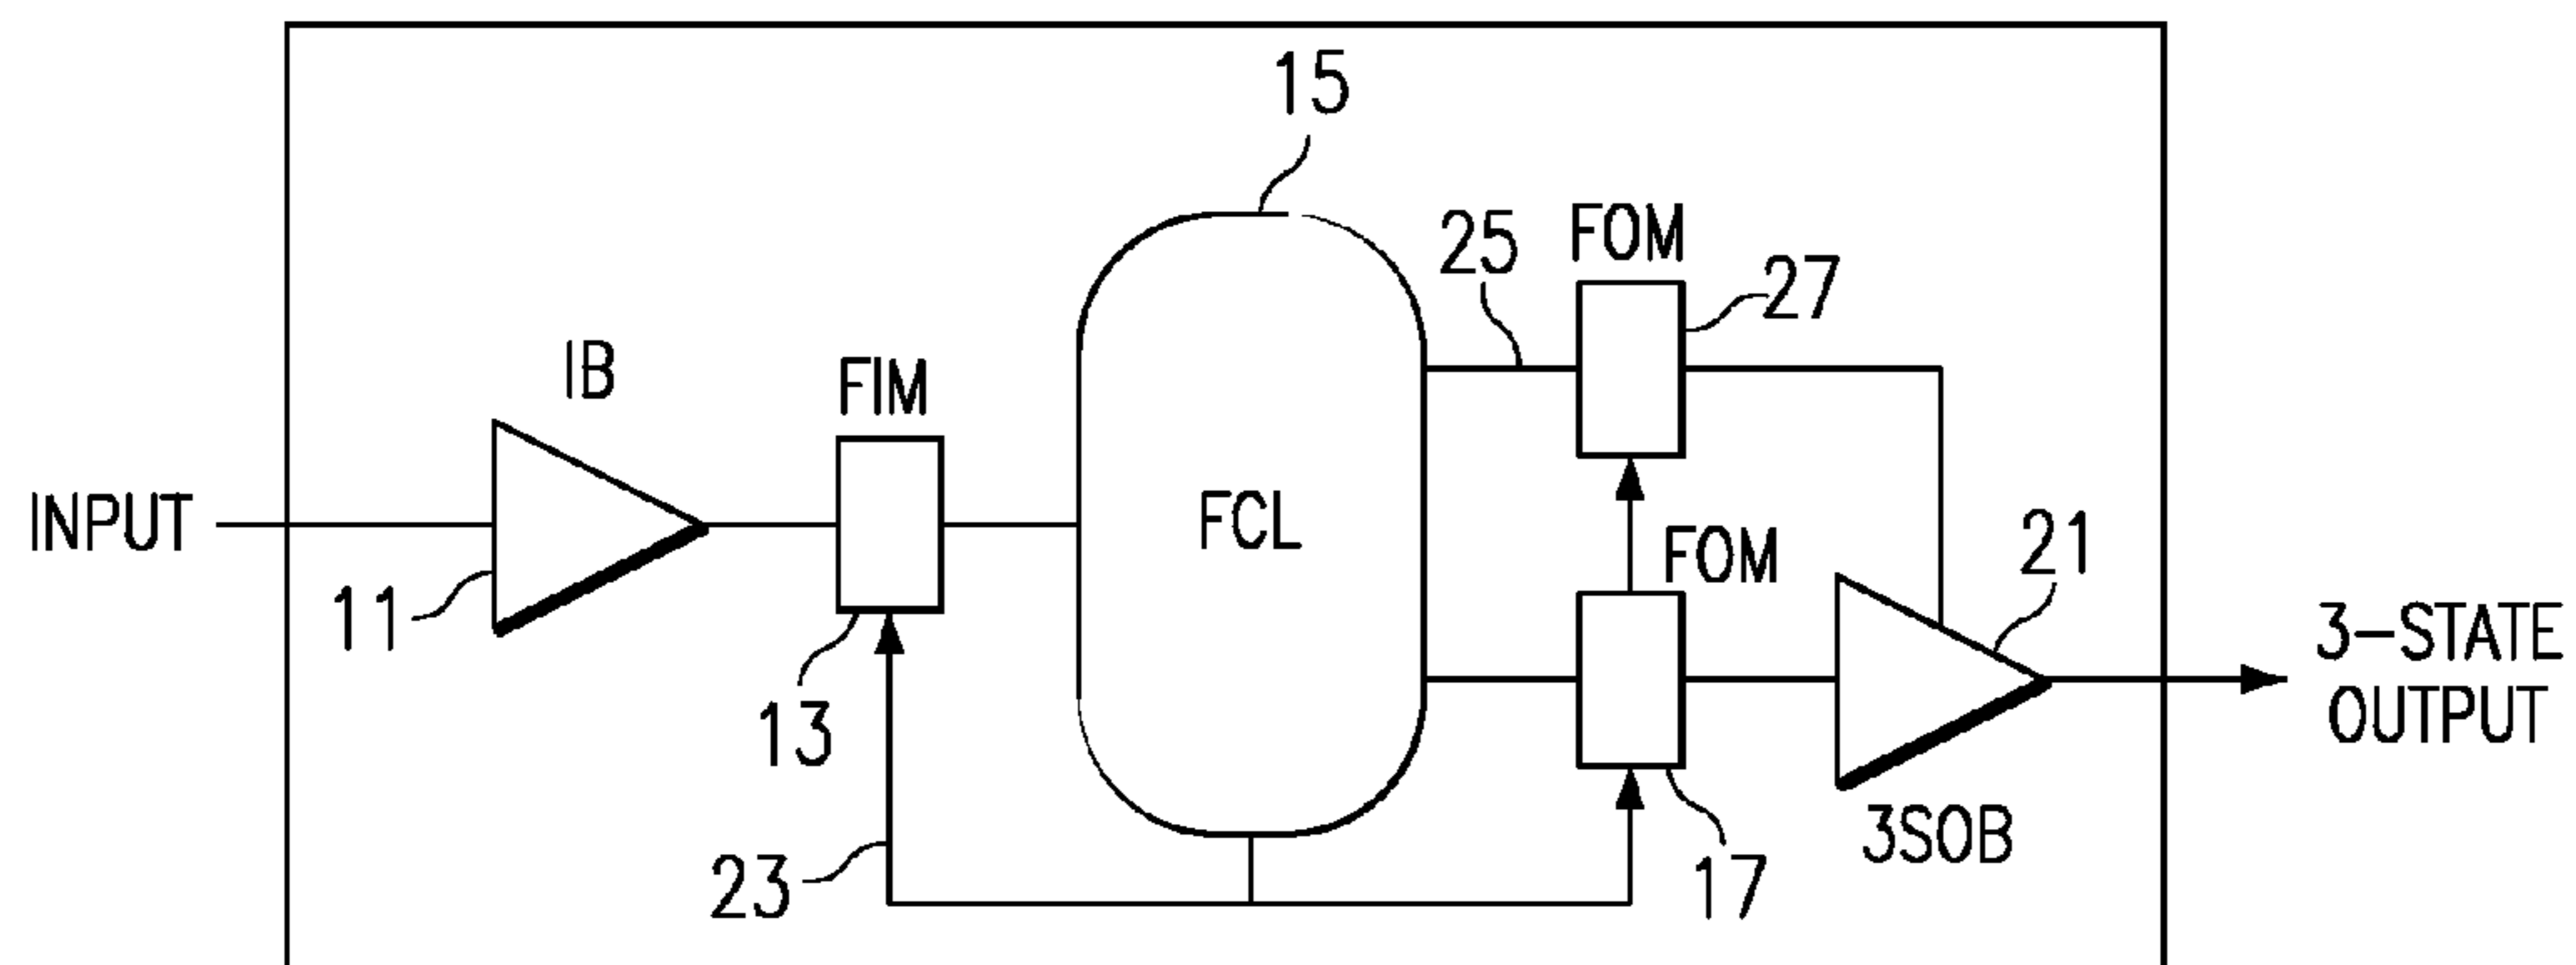 15
25
FOM
27
IB
FIM
INPUT
FCL
FOM
21
11
3-STATE
OUTPUT
13
3SOB
23
17